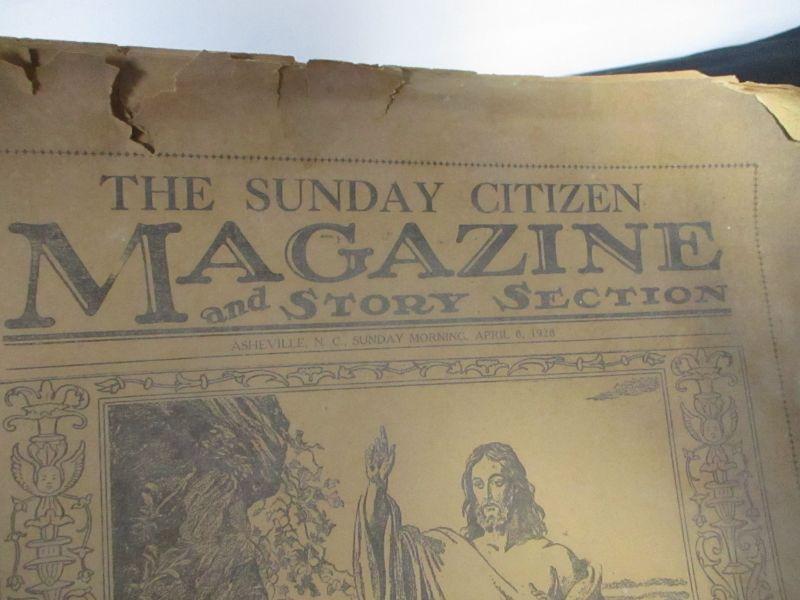 THE SUNDAY CITIZEN
MAGAZINE
and STORY SECTION
ASHEVILLE, N. C., SUNDAY MORNING, APRIL 8, 1928